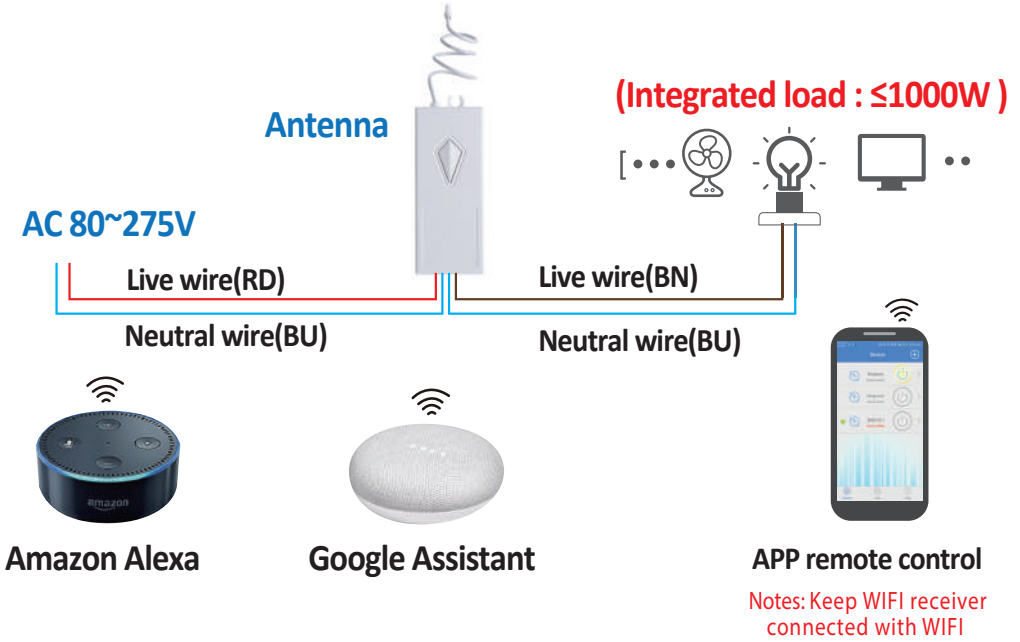 (Integrated load : ≤1000W )
Antenna
AC 80~275V
Live wire(RD)
Live wire(BN)
Neutral wire(BU)
Neutral wire(BU)
amazon
Amazon Alexa
Google Assistant
APP remote control
Notes: Keep WIFI receiver
connected with WIFI